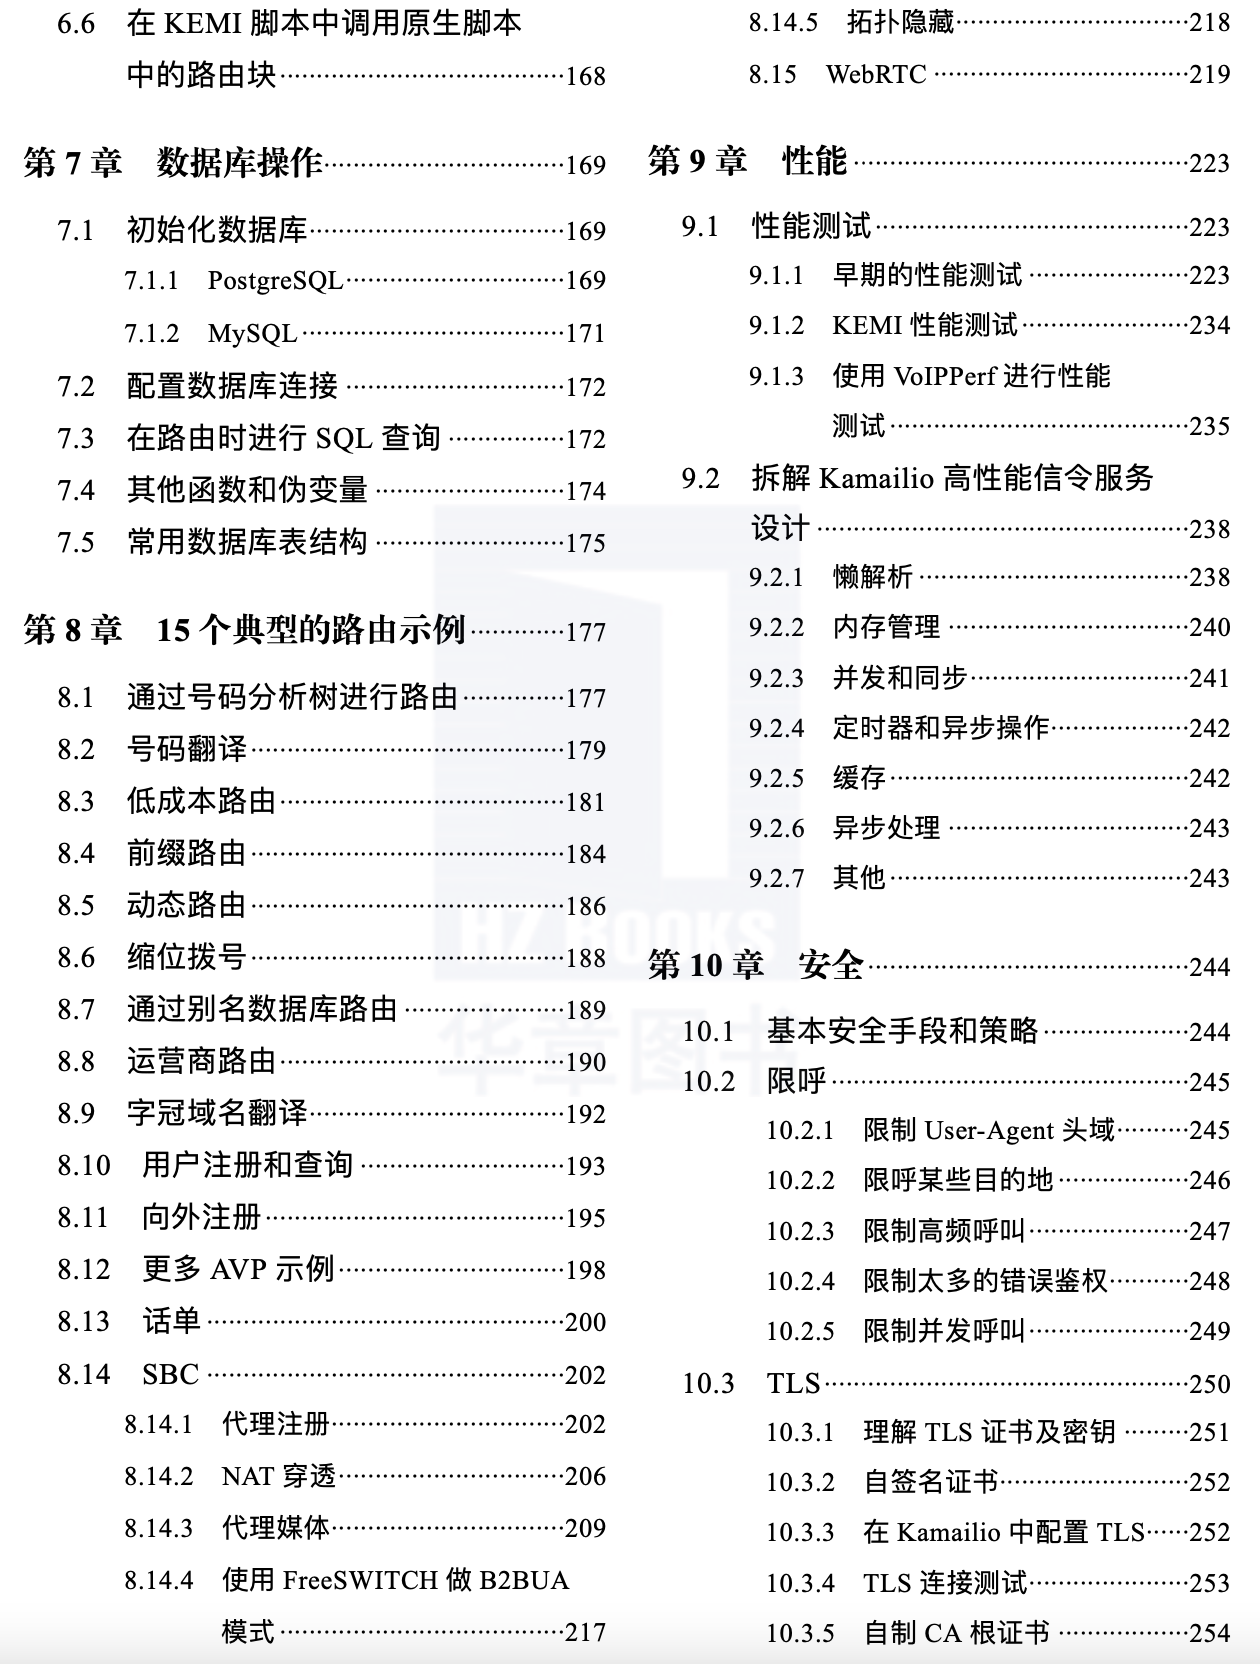 6.6 在 KEMI 脚本中调用原生脚本
中的路由块……168
第 7 章 数据库操作……169
7.1 初始化数据库……169
7.1.1 PostgreSQL……169
7.1.2 MySQL……171
7.2 配置数据库连接……172
7.3 在路由时进行 SQL 查询……172
7.4 其他函数和伪变量……174
7.5 常用数据库表结构……175
第 8 章 15 个典型的路由示例……177
8.1 通过号码分析树进行路由……177
8.2 号码翻译……179
8.3 低成本路由……181
8.4 前缀路由……184
8.5 动态路由……186
8.6 缩位拨号……188
8.7 通过别名数据库路由……189
8.8 运营商路由……190
8.9 字冠域名翻译……192
8.10 用户注册和查询……193
8.11 向外注册……195
8.12 更多 AVP 示例……198
8.13 话单……200
8.14 SBC……202
8.14.1 代理注册……202
8.14.2 NAT 穿透……206
8.14.3 代理媒体……209
8.14.4 使用 FreeSWITCH 做 B2BUA
模式……217
8.14.5 拓扑隐藏……218
8.15 WebRTC……219
第 9 章 性能……223
9.1 性能测试……223
9.1.1 早期的性能测试……223
9.1.2 KEMI 性能测试……234
9.1.3 使用 VoIPPerf 进行性能
测试……235
9.2 拆解 Kamailio 高性能信令服务
设计……238
9.2.1 懒解析……238
9.2.2 内存管理……240
9.2.3 并发和同步……241
9.2.4 定时器和异步操作……242
9.2.5 缓存……242
9.2.6 异步处理……243
9.2.7 其他……243
第 10 章 安全……244
10.1 基本安全手段和策略……244
10.2 限呼……245
10.2.1 限制 User-Agent 头域……245
10.2.2 限呼某些目的地……246
10.2.3 限制高频呼叫……247
10.2.4 限制太多的错误鉴权……248
10.2.5 限制并发呼叫……249
10.3 TLS……250
10.3.1 理解 TLS 证书及密钥……251
10.3.2 自签名证书……252
10.3.3 在 Kamailio 中配置 TLS……252
10.3.4 TLS 连接测试……253
10.3.5 自制 CA 根证书……254
HZ BOOKS
华章图书